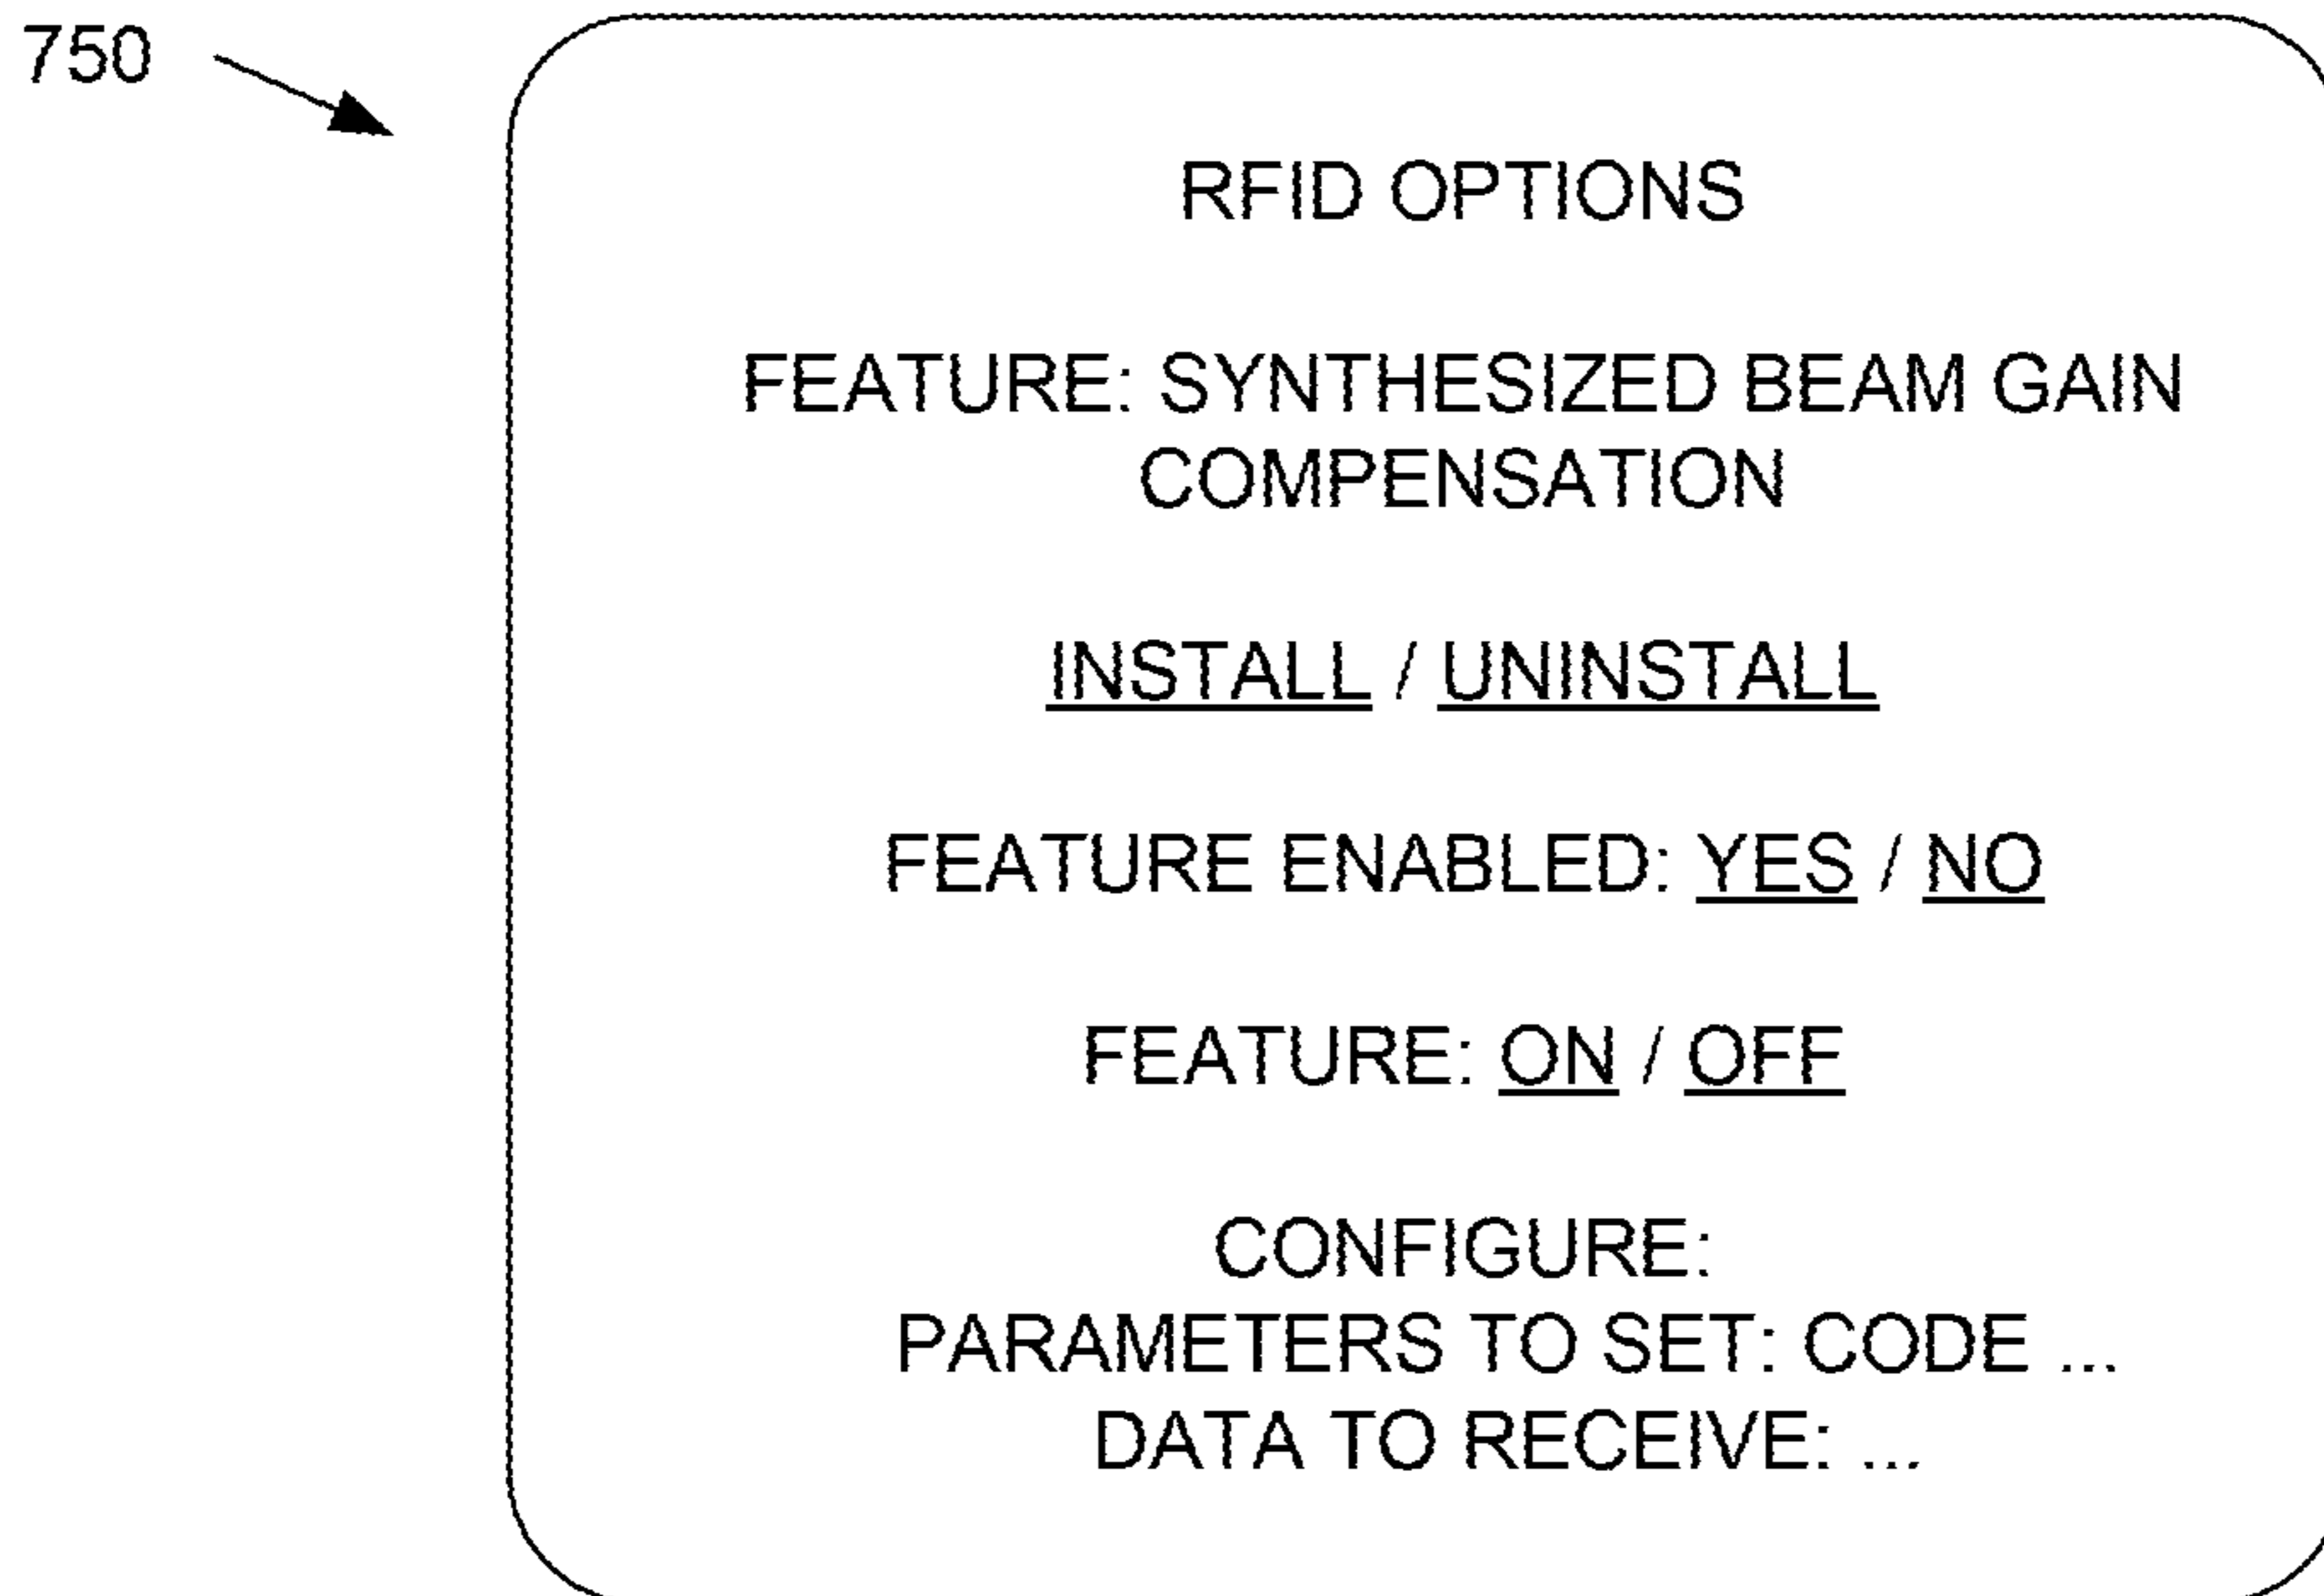 750
RFID OPTIONS
FEATURE: SYNTHESIZED BEAM GAIN
COMPENSATION
INSTALL / UNINSTALL
FEATURE ENABLED: YES / NO
FEATURE: ON / OFF
CONFIGURE:
PARAMETERS TO SET: CODE ...
DATA TO RECEIVE: ...